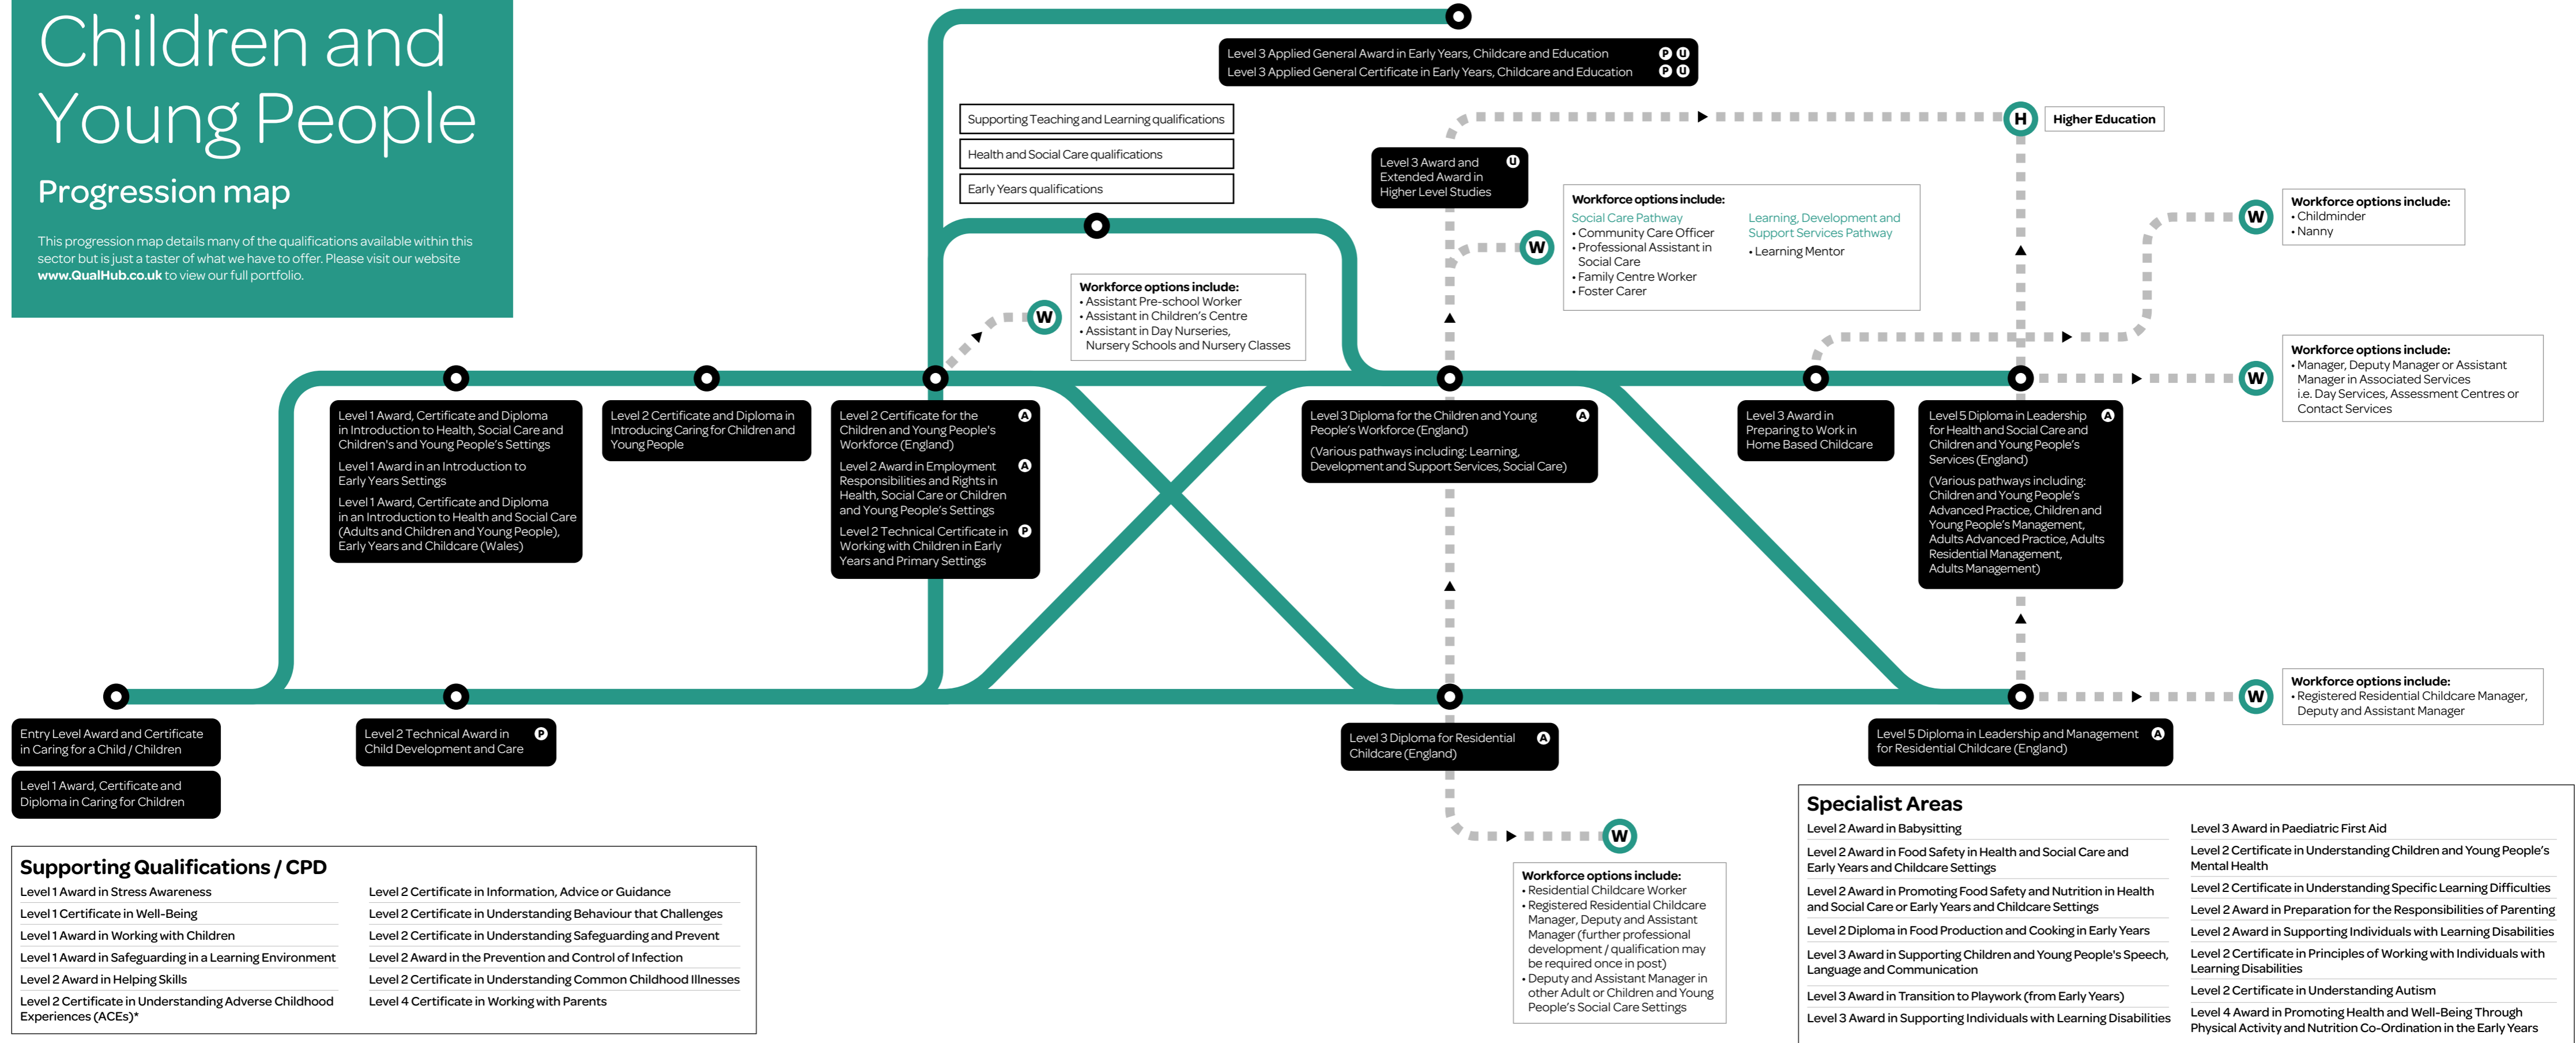 Children and
Young People
Progression map
This progression map details many of the qualifications available within this
sector but is just a taster of what we have to offer. Please visit our website
www.QualHub.co.uk to view our full portfolio.
Level 3 Applied General Award in Early Years, Childcare and Education P U
Level 3 Applied General Certificate in Early Years, Childcare and Education P U
Supporting Teaching and Learning qualifications
Health and Social Care qualifications
Early Years qualifications
Level 3 Award and U
Extended Award in
Higher Level Studies
H
Higher Education
W
Workforce options include:
• Assistant Pre-school Worker
• Assistant in Children's Centre
• Assistant in Day Nurseries,
Nursery Schools and Nursery Classes
W
Workforce options include:
Social Care Pathway
• Community Care Officer
• Professional Assistant in
Social Care
• Family Centre Worker
• Foster Carer
Learning, Development and
Support Services Pathway
• Learning Mentor
W
Workforce options include:
• Childminder
• Nanny
W
Workforce options include:
• Manager, Deputy Manager or Assistant
Manager in Associated Services
i.e. Day Services, Assessment Centres or
Contact Services
Level 1 Award, Certificate and Diploma
in Introduction to Health, Social Care and
Children's and Young People's Settings
Level 1 Award in an Introduction to
Early Years Settings
Level 1 Award, Certificate and Diploma
in an Introduction to Health and Social Care
(Adults and Children and Young People),
Early Years and Childcare (Wales)
Level 2 Certificate and Diploma in
Introducing Caring for Children and
Young People
Level 2 Certificate for the A
Children and Young People's
Workforce (England)
Level 2 Award in Employment A
Responsibilities and Rights in
Health, Social Care or Children
and Young People's Settings
Level 2 Technical Certificate in P
Working with Children in Early
Years and Primary Settings
Level 3 Diploma for the Children and Young A
People's Workforce (England)
(Various pathways including: Learning,
Development and Support Services, Social Care)
Level 3 Award in
Preparing to Work in
Home Based Childcare
Level 5 Diploma in Leadership A
for Health and Social Care and
Children and Young People's
Services (England)
(Various pathways including:
Children and Young People's
Advanced Practice, Children and
Young People's Management,
Adults Advanced Practice, Adults
Residential Management,
Adults Management)
Entry Level Award and Certificate
in Caring for a Child / Children
Level 1 Award, Certificate and
Diploma in Caring for Children
Level 2 Technical Award in P
Child Development and Care
Level 3 Diploma for Residential A
Childcare (England)
Level 5 Diploma in Leadership and Management A
for Residential Childcare (England)
W
Workforce options include:
• Registered Residential Childcare Manager,
Deputy and Assistant Manager
W
Workforce options include:
• Residential Childcare Worker
• Registered Residential Childcare
Manager, Deputy and Assistant
Manager (further professional
development / qualification may
be required once in post)
• Deputy and Assistant Manager in
other Adult or Children and Young
People's Social Care Settings
Supporting Qualifications / CPD
Level 1 Award in Stress Awareness
Level 1 Certificate in Well-Being
Level 1 Award in Working with Children
Level 1 Award in Safeguarding in a Learning Environment
Level 2 Award in Helping Skills
Level 2 Certificate in Understanding Adverse Childhood
Experiences (ACEs)*
Level 2 Certificate in Information, Advice or Guidance
Level 2 Certificate in Understanding Behaviour that Challenges
Level 2 Certificate in Understanding Safeguarding and Prevent
Level 2 Award in the Prevention and Control of Infection
Level 2 Certificate in Understanding Common Childhood Illnesses
Level 4 Certificate in Working with Parents
Specialist Areas
Level 2 Award in Babysitting
Level 2 Award in Food Safety in Health and Social Care and
Early Years and Childcare Settings
Level 2 Award in Promoting Food Safety and Nutrition in Health
and Social Care or Early Years and Childcare Settings
Level 2 Diploma in Food Production and Cooking in Early Years
Level 3 Award in Supporting Children and Young People's Speech,
Language and Communication
Level 3 Award in Transition to Playwork (from Early Years)
Level 3 Award in Supporting Individuals with Learning Disabilities
Level 3 Award in Paediatric First Aid
Level 2 Certificate in Understanding Children and Young People's
Mental Health
Level 2 Certificate in Understanding Specific Learning Difficulties
Level 2 Award in Preparation for the Responsibilities of Parenting
Level 2 Award in Supporting Individuals with Learning Disabilities
Level 2 Certificate in Principles of Working with Individuals with
Learning Disabilities
Level 2 Certificate in Understanding Autism
Level 4 Award in Promoting Health and Well-Being Through
Physical Activity and Nutrition Co-Ordination in the Early Years